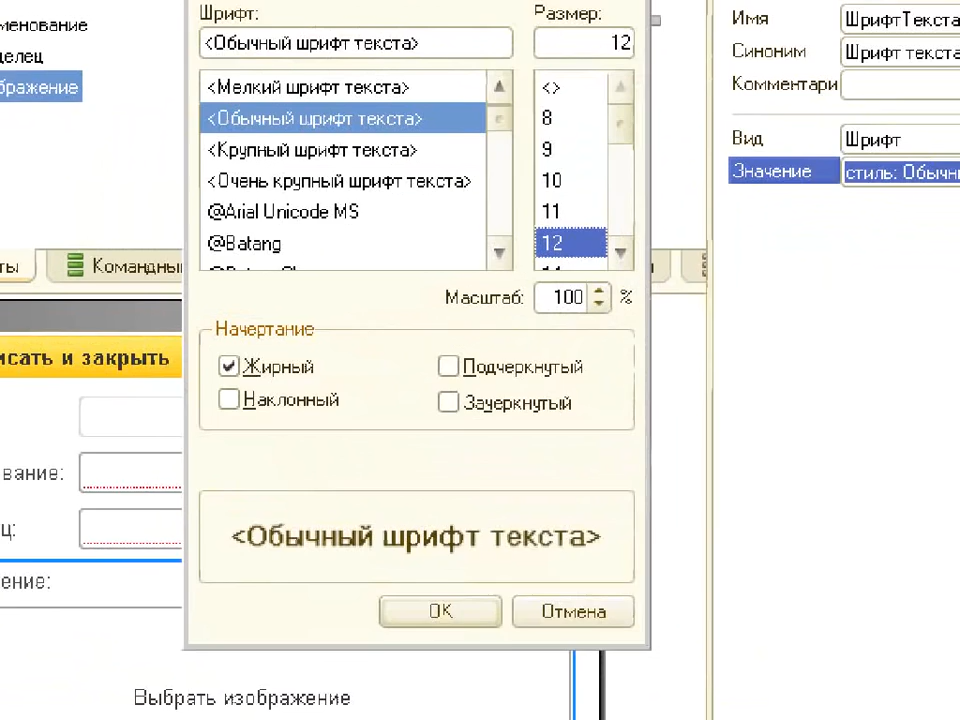 именование
делец
бражение
Шрифт:
<Обычный шрифт текста>
<Мелкий шрифт текста>
<Обычный шрифт текста>
<Крупный шрифт текста>
<Очень крупный шрифт текста>
@Arial Unicode MS
@Batang
Размер:
12
<>
8
9
10
11
12
Масштаб: 100 %
Начертание
Жирный
Подчеркнутый
Наклонный
Зачеркнутый
<Обычный шрифт текста>
ОК
Отмена
Имя ШрифтТекста
Синоним Шрифт текста
Комментари
Вид Шрифт
Значение стиль: Обычн
ты
Командны
исать и закрыть
вание:
ц:
ение:
Выбрать изображение